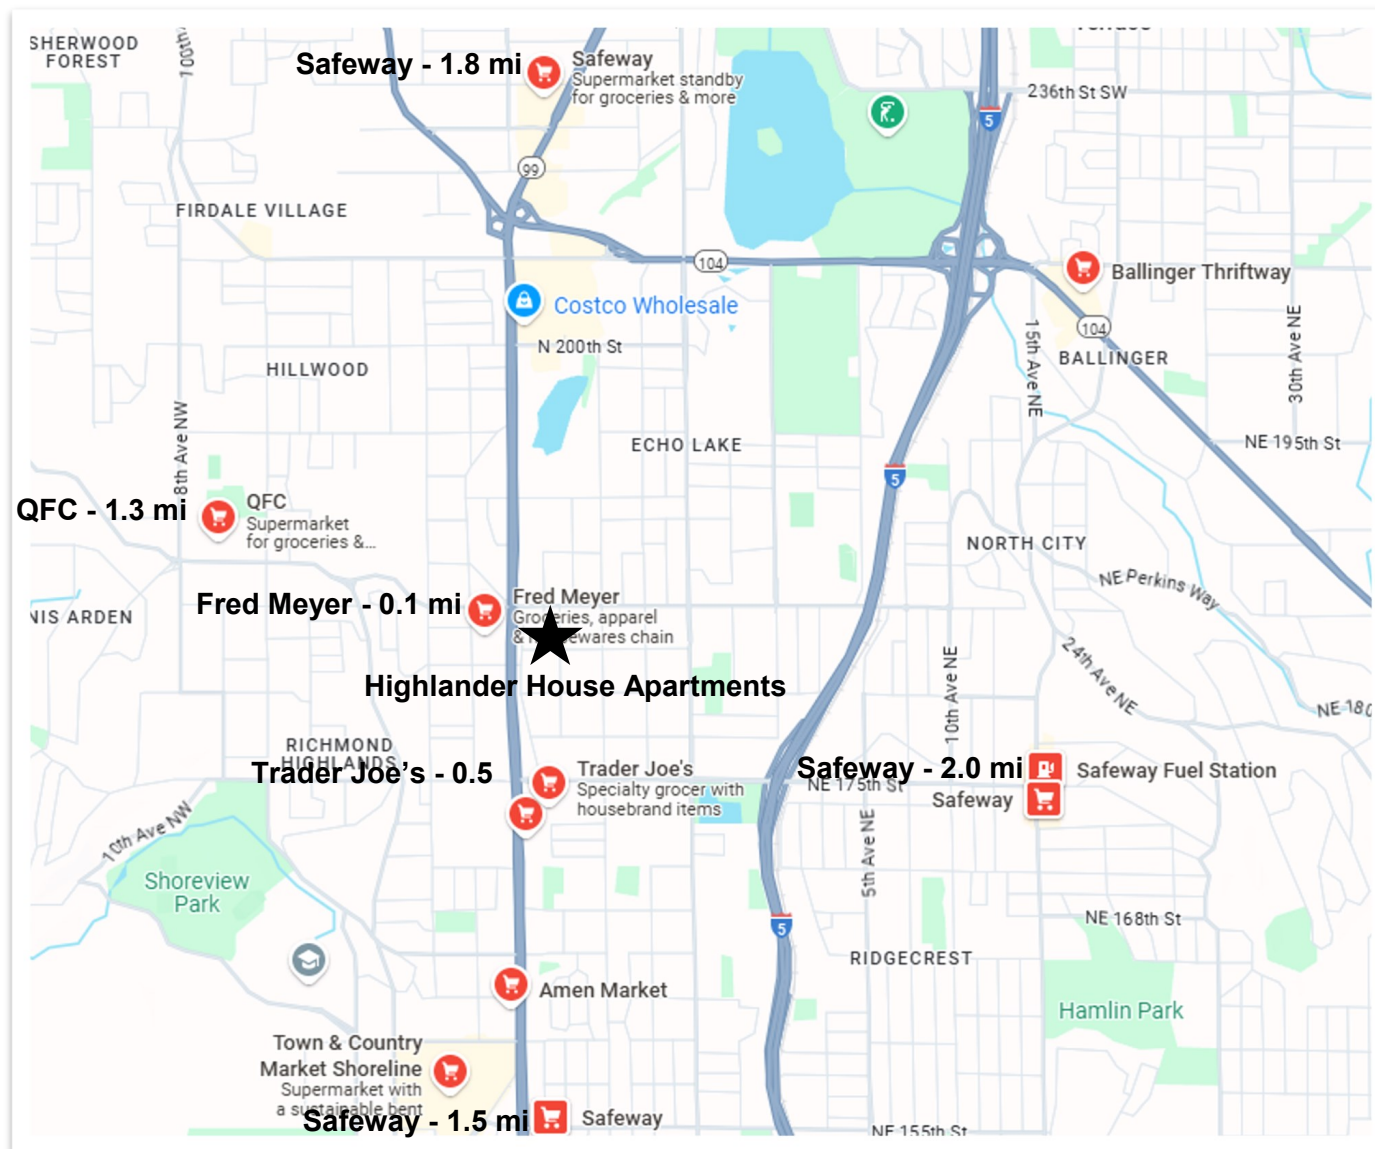 SHERWOOD
FOREST
100th
Safeway - 1.8 mi
Safeway
Supermarket standby
for groceries & more
236th St SW
5
99
FIRDALE VILLAGE
104
Ballinger Thriftway
Costco Wholesale
104
N 200th St
15th Ave NE
BALLINGER
30th Ave NE
HILLWOOD
8th Ave NW
ECHO LAKE
NE 195th St
5
QFC - 1.3 mi
QFC
Supermarket
for groceries &...
NORTH CITY
NE Perkins Way
Fred Meyer - 0.1 mi
Fred Meyer
Groceries, apparel
& chain
NIS ARDEN
24th Ave NE
10th Ave NE
Highlander House Apartments
NE 180
RICHMOND
HIGHLANDS
Trader Joe's - 0.5
Trader Joe's
Specialty grocer with
housebrand items
Safeway - 2.0 mi
Safeway Fuel Station
NE 175th St
Safeway
10th Ave NW
5th Ave NE
Shoreview
Park
NE 168th St
5
RIDGECREST
Amen Market
Hamlin Park
Town & Country
Market Shoreline
Supermarket with
a sustainable bent
Safeway - 1.5 mi
Safeway
NE 155th St